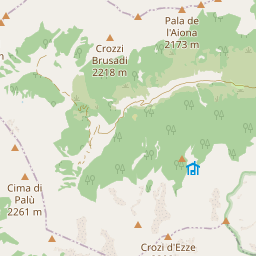 Pala de
l'Aiona
2173 m
Crozzi
Brusadi
2218 m
Cima di
Palù
2261 m
Crozi d'Ezze